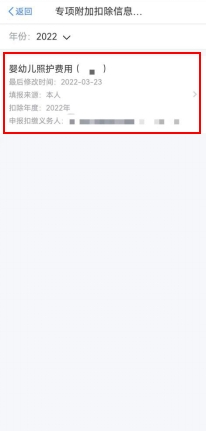 <返回 专项附加扣除信息...
年份: 2022
婴幼儿照护费用 ( )
最后修改时间: 2022-03-23
填报来源: 本人
扣除年度: 2022年
申报扣缴义务人: